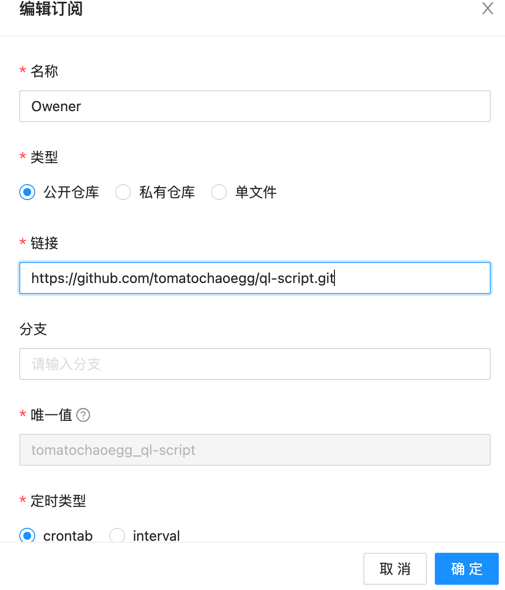 编辑订阅
* 名称
Owener
* 类型
公开仓库 私有仓库 单文件
* 链接
https://github.com/tomatochaoegg/ql-script.git
分支
请输入分支
* 唯一值 ?
tomatochaoegg_ql-script
* 定时类型
crontab interval
取 消 确 定